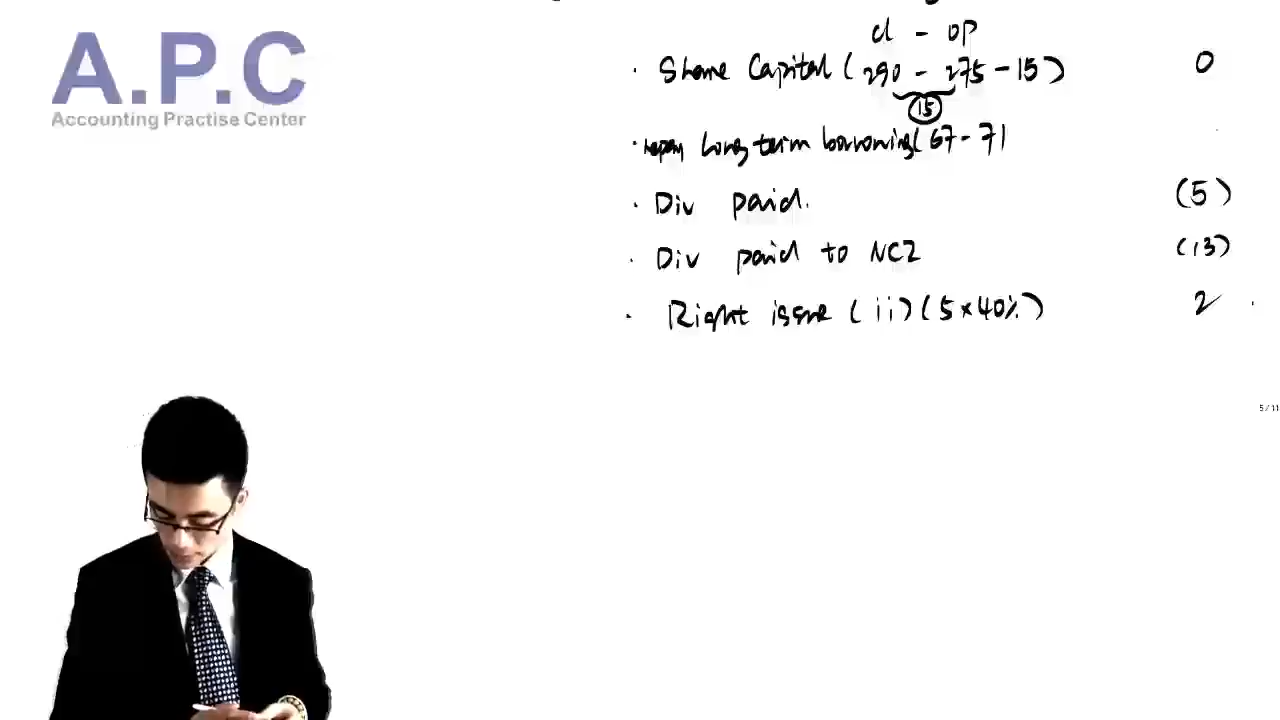 A.P.C
Accounting Practise Center
cl - op
· Share Capital (290 - 275 - 15) 0
15
· repay Long term borrowing (67 - 71
· Div paid. (5)
· Div paid to NCI (13)
· Right issue (ii) (5 × 40%) 2
5/11